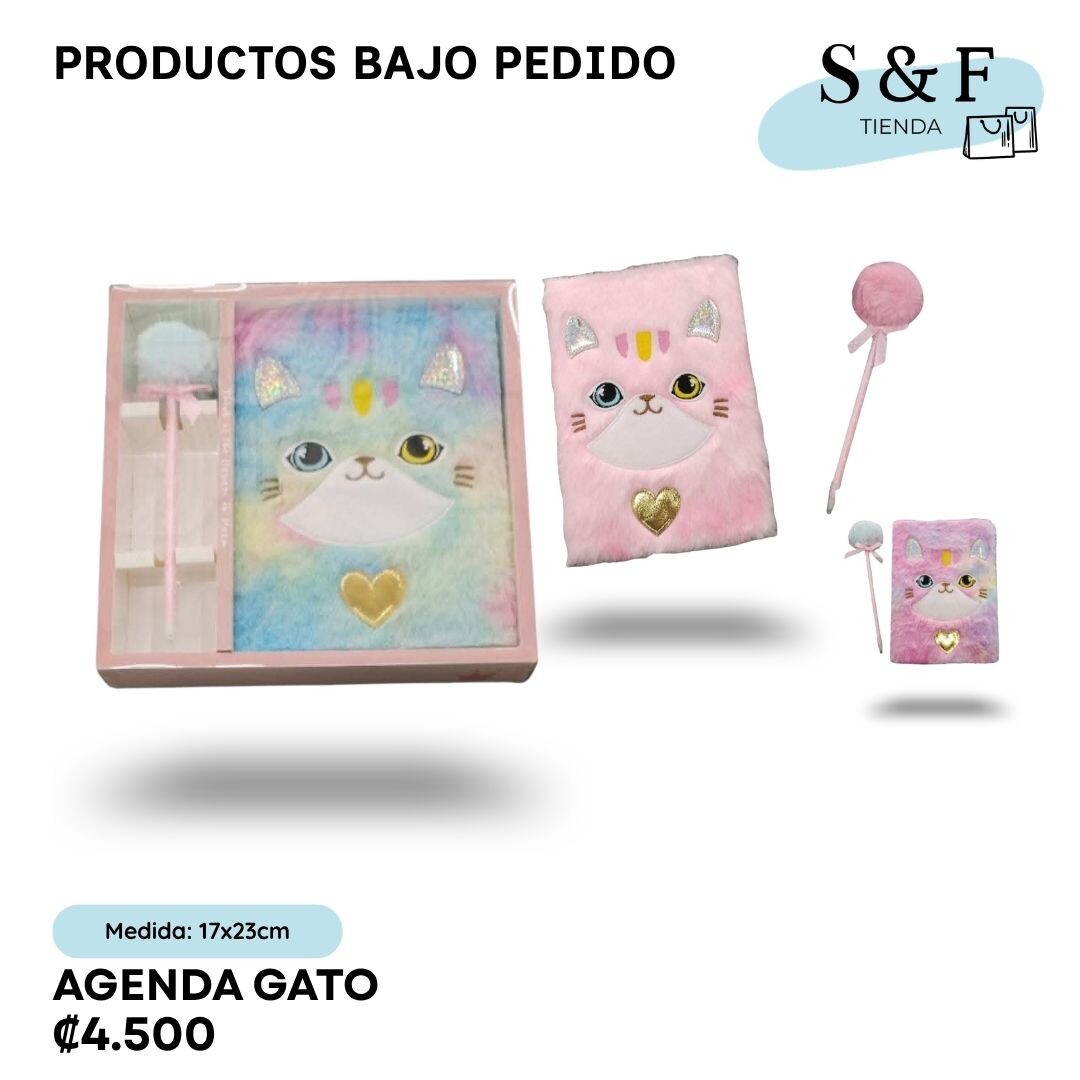 PRODUCTOS BAJO PEDIDO
S & F
TIENDA
Medida: 17x23cm
AGENDA GATO
₡4.500